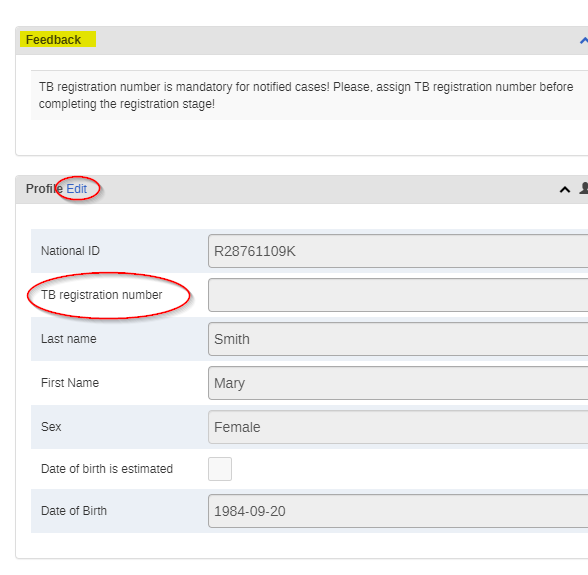 Feedback
TB registration number is mandatory for notified cases! Please, assign TB registration number before
completing the registration stage!
Profile Edit
National ID R28761109K
TB registration number
Last name Smith
First Name Mary
Sex Female
Date of birth is estimated
Date of Birth 1984-09-20